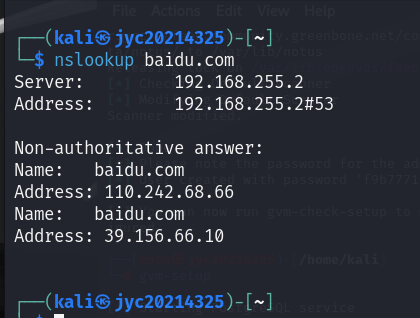 File Actions Edit View Help
┌──(kali㉿jyc20214325)-[~]
└─$ nslookup baidu.com
Server:         192.168.255.2
Address:        192.168.255.2#53
Non-authoritative answer:
Name:   baidu.com
Address: 110.242.68.66
Name:   baidu.com
Address: 39.156.66.10
┌──(kali㉿jyc20214325)-[~]
└─$